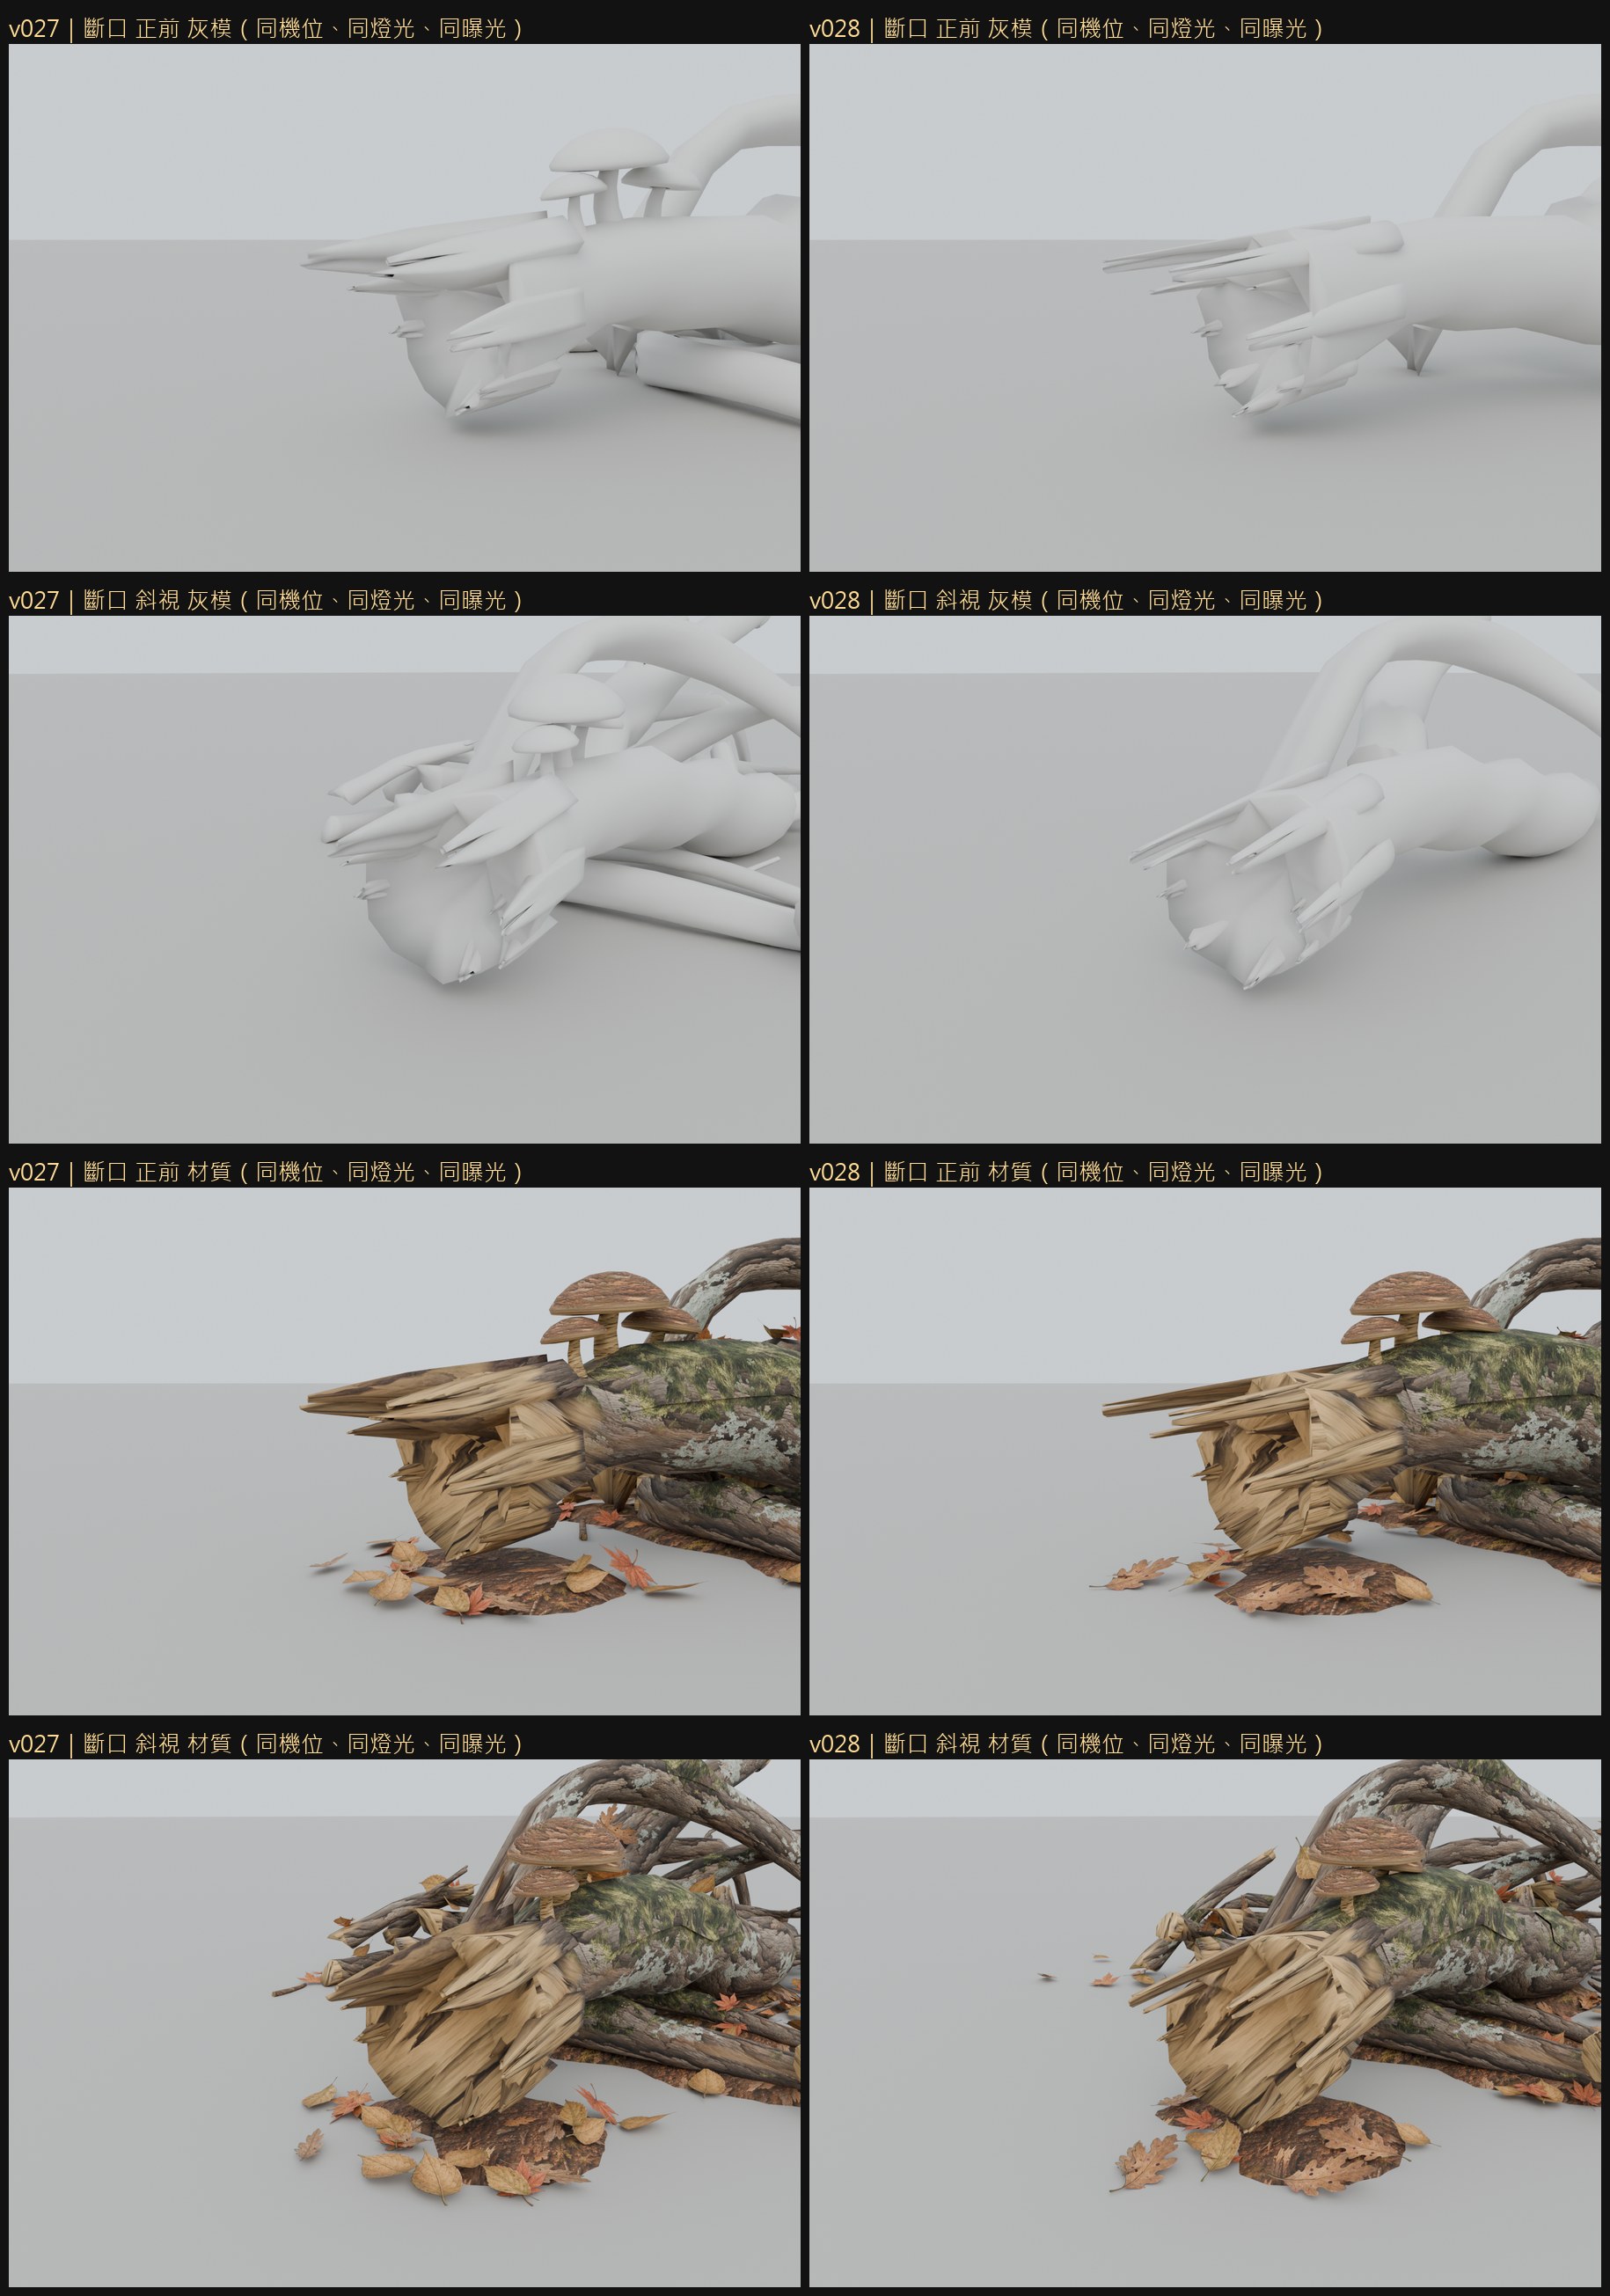 v027｜斷口 正前 灰模（同機位、同燈光、同曝光）
v028｜斷口 正前 灰模（同機位、同燈光、同曝光）
v027｜斷口 斜視 灰模（同機位、同燈光、同曝光）
v028｜斷口 斜視 灰模（同機位、同燈光、同曝光）
v027｜斷口 正前 材質（同機位、同燈光、同曝光）
v028｜斷口 正前 材質（同機位、同燈光、同曝光）
v027｜斷口 斜視 材質（同機位、同燈光、同曝光）
v028｜斷口 斜視 材質（同機位、同燈光、同曝光）